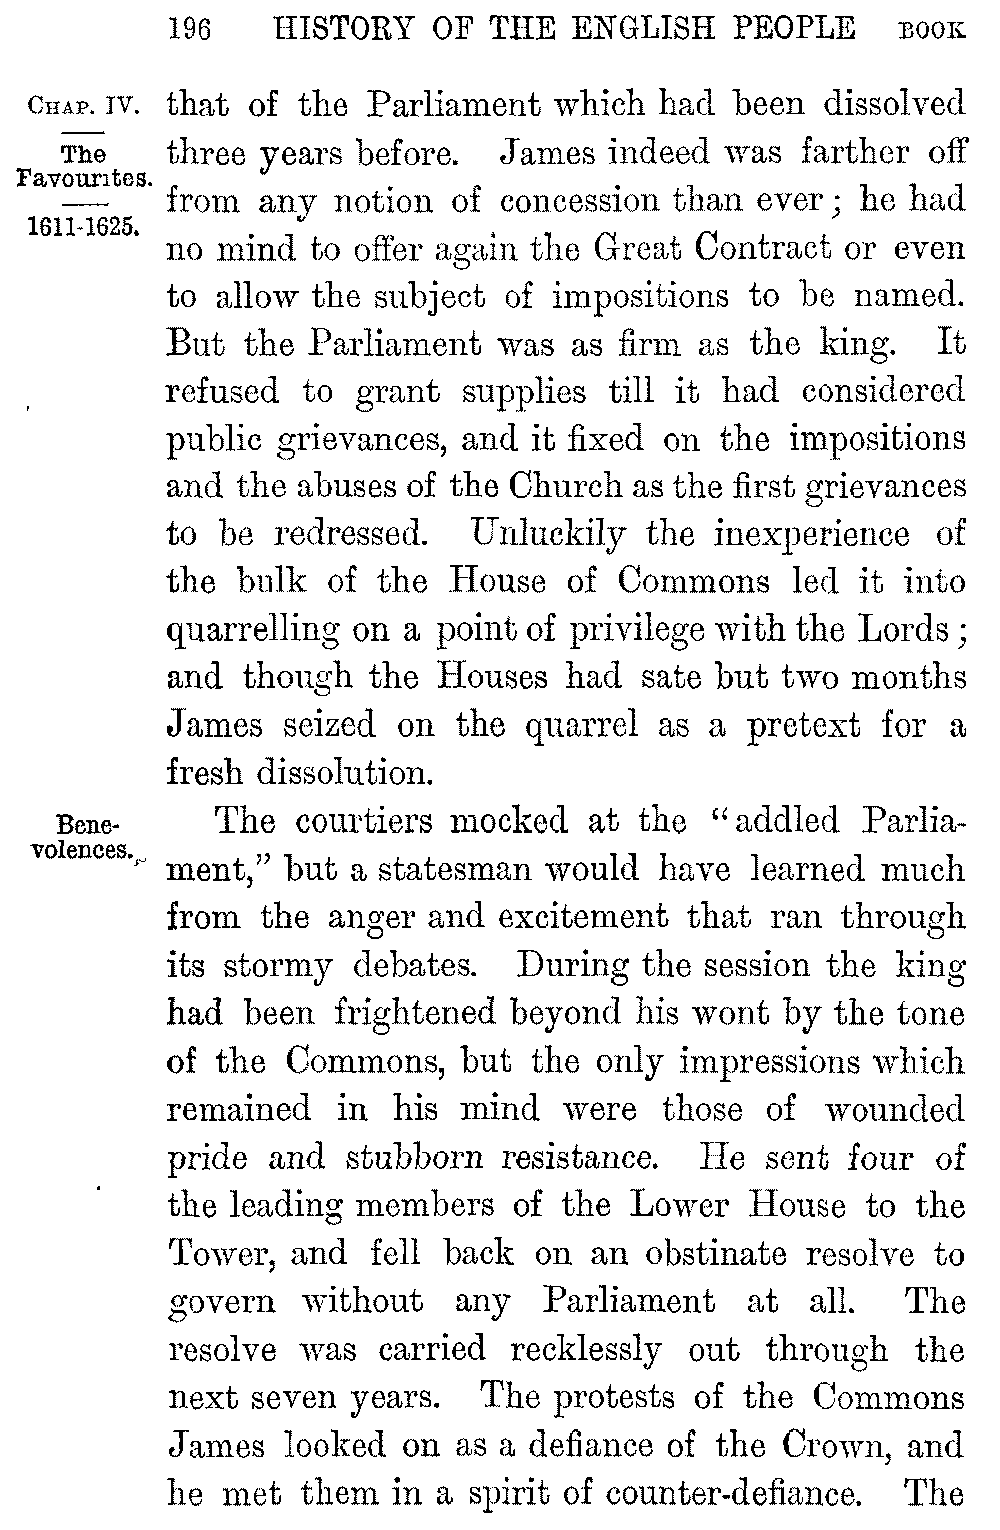 196 HISTORY OF THE ENGLISH PEOPLE BOOK
CHAP. IV.
The
Favourites.
1611-1625.
that of the Parliament which had been dissolved
three years before. James indeed was farther off
from any notion of concession than ever; he had
no mind to offer again the Great Contract or even
to allow the subject of impositions to be named.
But the Parliament was as firm as the king. It
refused to grant supplies till it had considered
public grievances, and it fixed on the impositions
and the abuses of the Church as the first grievances
to be redressed. Unluckily the inexperience of
the bulk of the House of Commons led it into
quarrelling on a point of privilege with the Lords;
and though the Houses had sate but two months
James seized on the quarrel as a pretext for a
fresh dissolution.
Bene-
volences.
The courtiers mocked at the "addled Parlia-
ment," but a statesman would have learned much
from the anger and excitement that ran through
its stormy debates. During the session the king
had been frightened beyond his wont by the tone
of the Commons, but the only impressions which
remained in his mind were those of wounded
pride and stubborn resistance. He sent four of
the leading members of the Lower House to the
Tower, and fell back on an obstinate resolve to
govern without any Parliament at all. The
resolve was carried recklessly out through the
next seven years. The protests of the Commons
James looked on as a defiance of the Crown, and
he met them in a spirit of counter-defiance. The